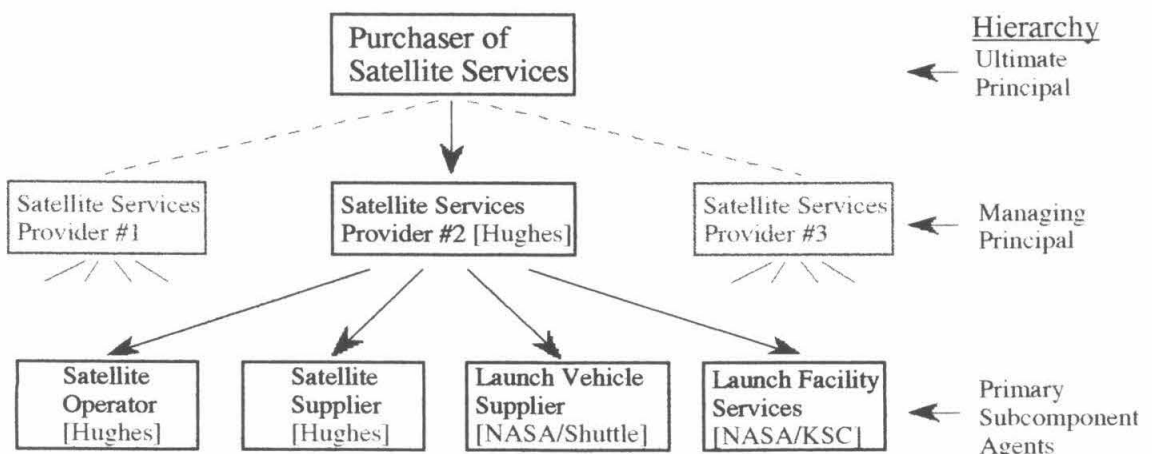 Hierarchy
Purchaser of
Satellite Services
Ultimate
Principal
Satellite Services
Provider #1
Satellite Services
Provider #2 [Hughes]
Satellite Services
Provider #3
Managing
Principal
Satellite
Operator
[Hughes]
Satellite
Supplier
[Hughes]
Launch Vehicle
Supplier
[NASA/Shuttle]
Launch Facility
Services
[NASA/KSC]
Primary
Subcomponent
Agents